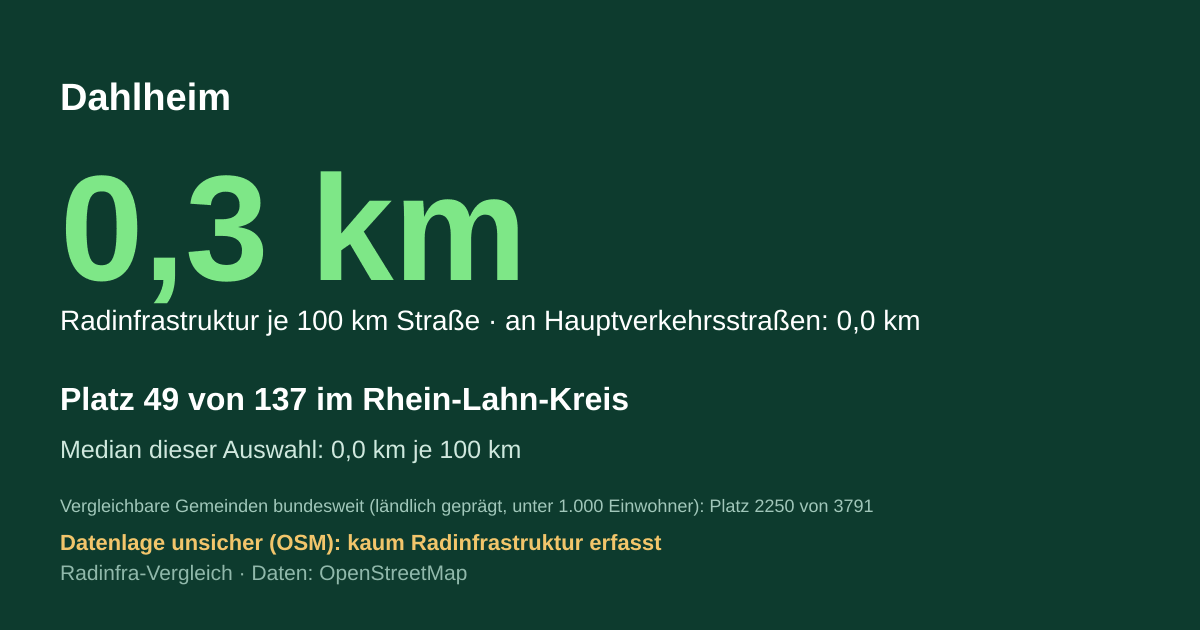 Dahlheim
0,3 km
Radinfrastruktur je 100 km Straße · an Hauptverkehrsstraßen: 0,0 km
Platz 49 von 137 im Rhein-Lahn-Kreis
Median dieser Auswahl: 0,0 km je 100 km
Vergleichbare Gemeinden bundesweit (ländlich geprägt, unter 1.000 Einwohner): Platz 2250 von 3791
Datenlage unsicher (OSM): kaum Radinfrastruktur erfasst
Radinfra-Vergleich · Daten: OpenStreetMap